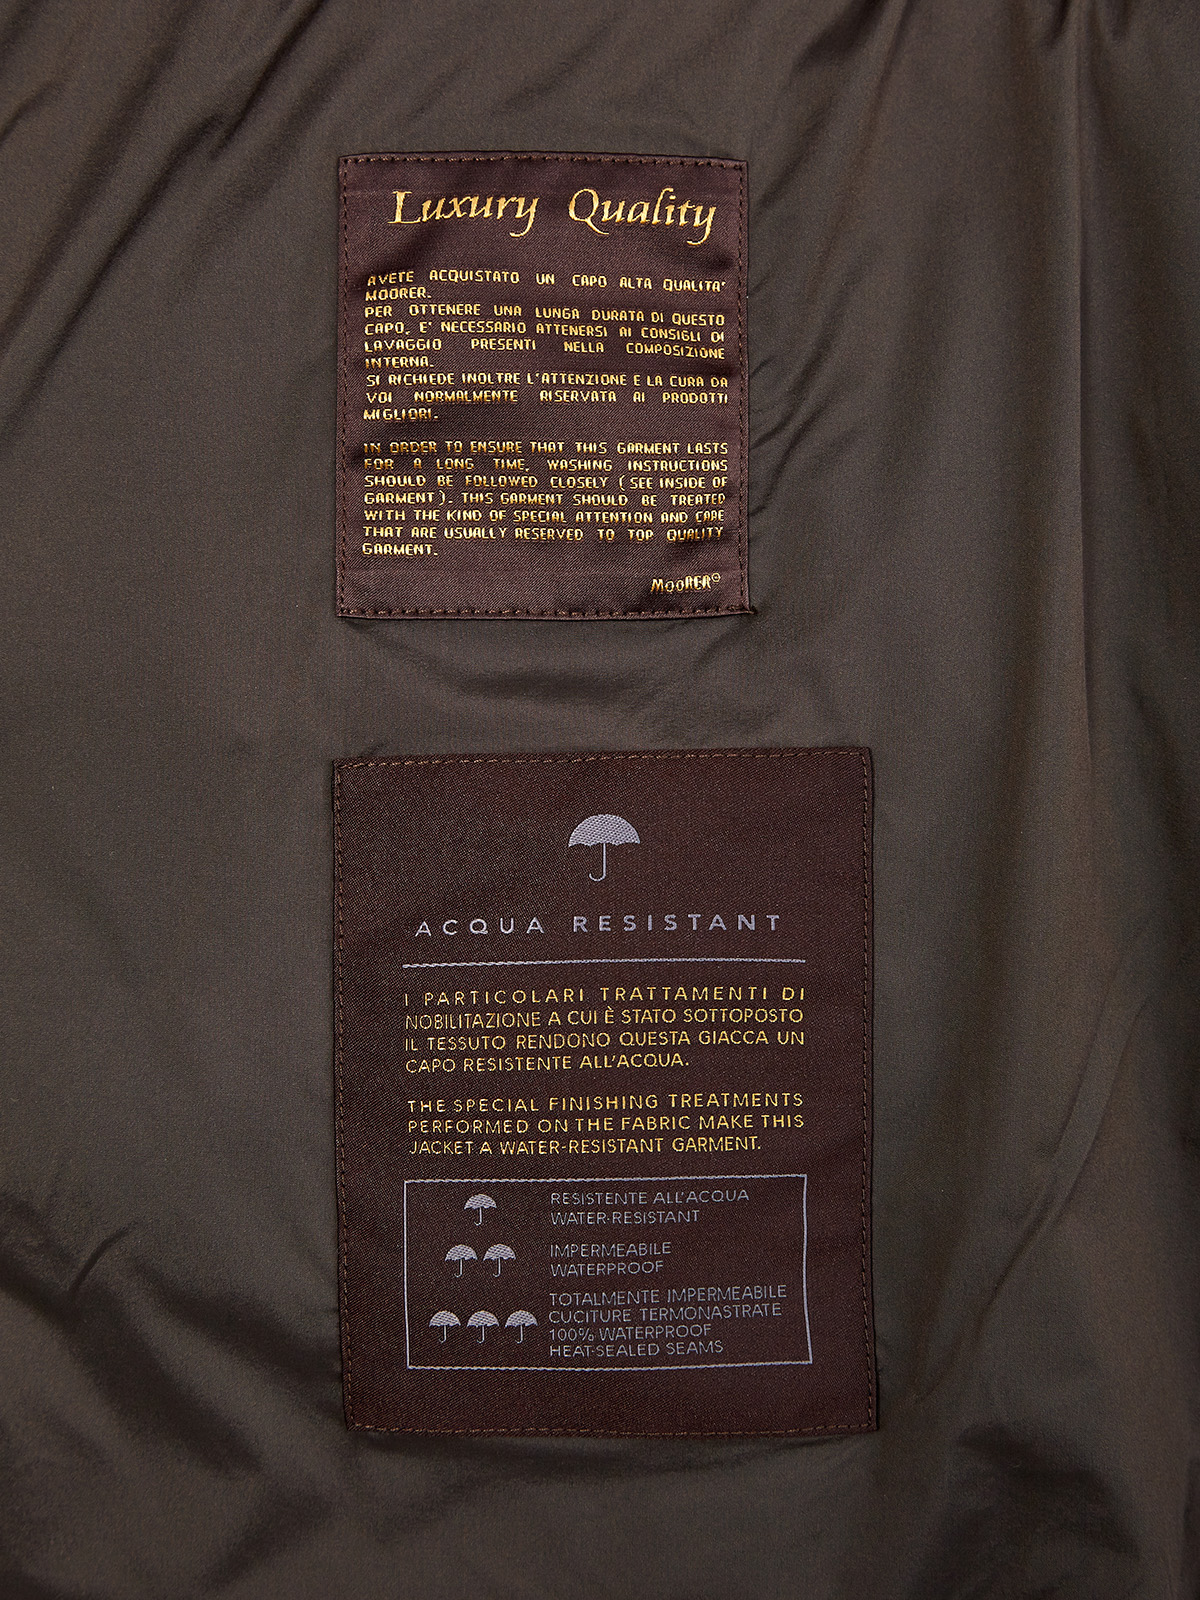 Luxury Quality
AVETE ACQUISTATO UN CAPO ALTA QUALITA'
MOORER.
PER OTTENERE UNA LUNGA DURATA DI QUESTO
CAPO, E' NECESSARIO ATTENERSI AI CONSIGLI DI
LAVAGGIO PRESENTI NELLA COMPOSIZIONE
INTERNA.
SI RICHIEDE INOLTRE L'ATTENZIONE E LA CURA DA
VOI NORMALMENTE RISERVATA AI PRODOTTI
MIGLIORI.
IN ORDER TO ENSURE THAT THIS GARMENT LASTS
FOR A LONG TIME, WASHING INSTRUCTIONS
SHOULD BE FOLLOWED CLOSELY (SEE INSIDE OF
GARMENT). THIS GARMENT SHOULD BE TREATED
WITH THE KIND OF SPECIAL ATTENTION AND CARE
THAT ARE USUALLY RESERVED TO TOP QUALITY
GARMENT.
MOORER©
ACQUA RESISTANT
I PARTICOLARI TRATTAMENTI DI
NOBILITAZIONE A CUI È STATO SOTTOPOSTO
IL TESSUTO RENDONO QUESTA GIACCA UN
CAPO RESISTENTE ALL'ACQUA.
THE SPECIAL FINISHING TREATMENTS
PERFORMED ON THE FABRIC MAKE THIS
JACKET A WATER-RESISTANT GARMENT.
RESISTENTE ALL'ACQUA
WATER-RESISTANT
IMPERMEABILE
WATERPROOF
TOTALMENTE IMPERMEABILE
CUCITURE TERMONASTRATE
100% WATERPROOF
HEAT-SEALED SEAMS